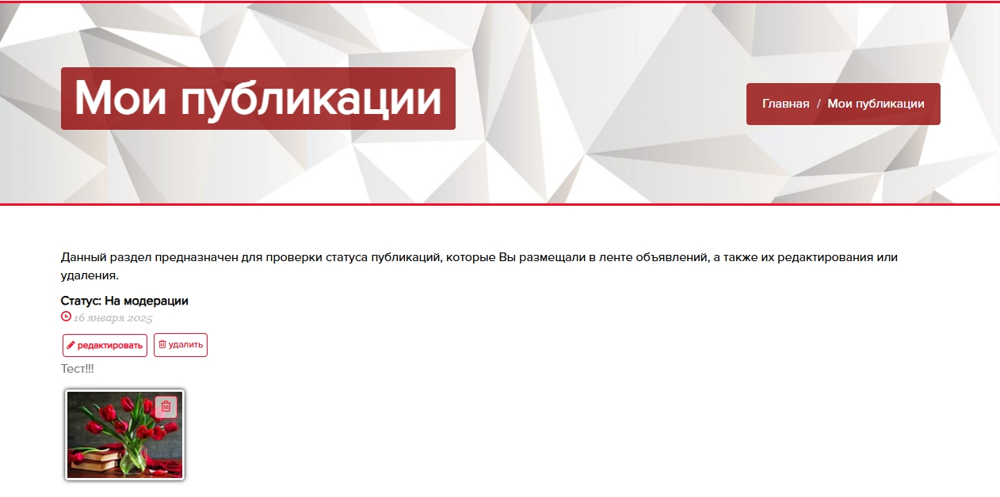 Мои публикации
Главная / Мои публикации
Данный раздел предназначен для проверки статуса публикаций, которые Вы размещали в ленте объявлений, а также их редактирования или
удаления.
Статус: На модерации
16 января 2025
редактировать удалить
Тест!!!